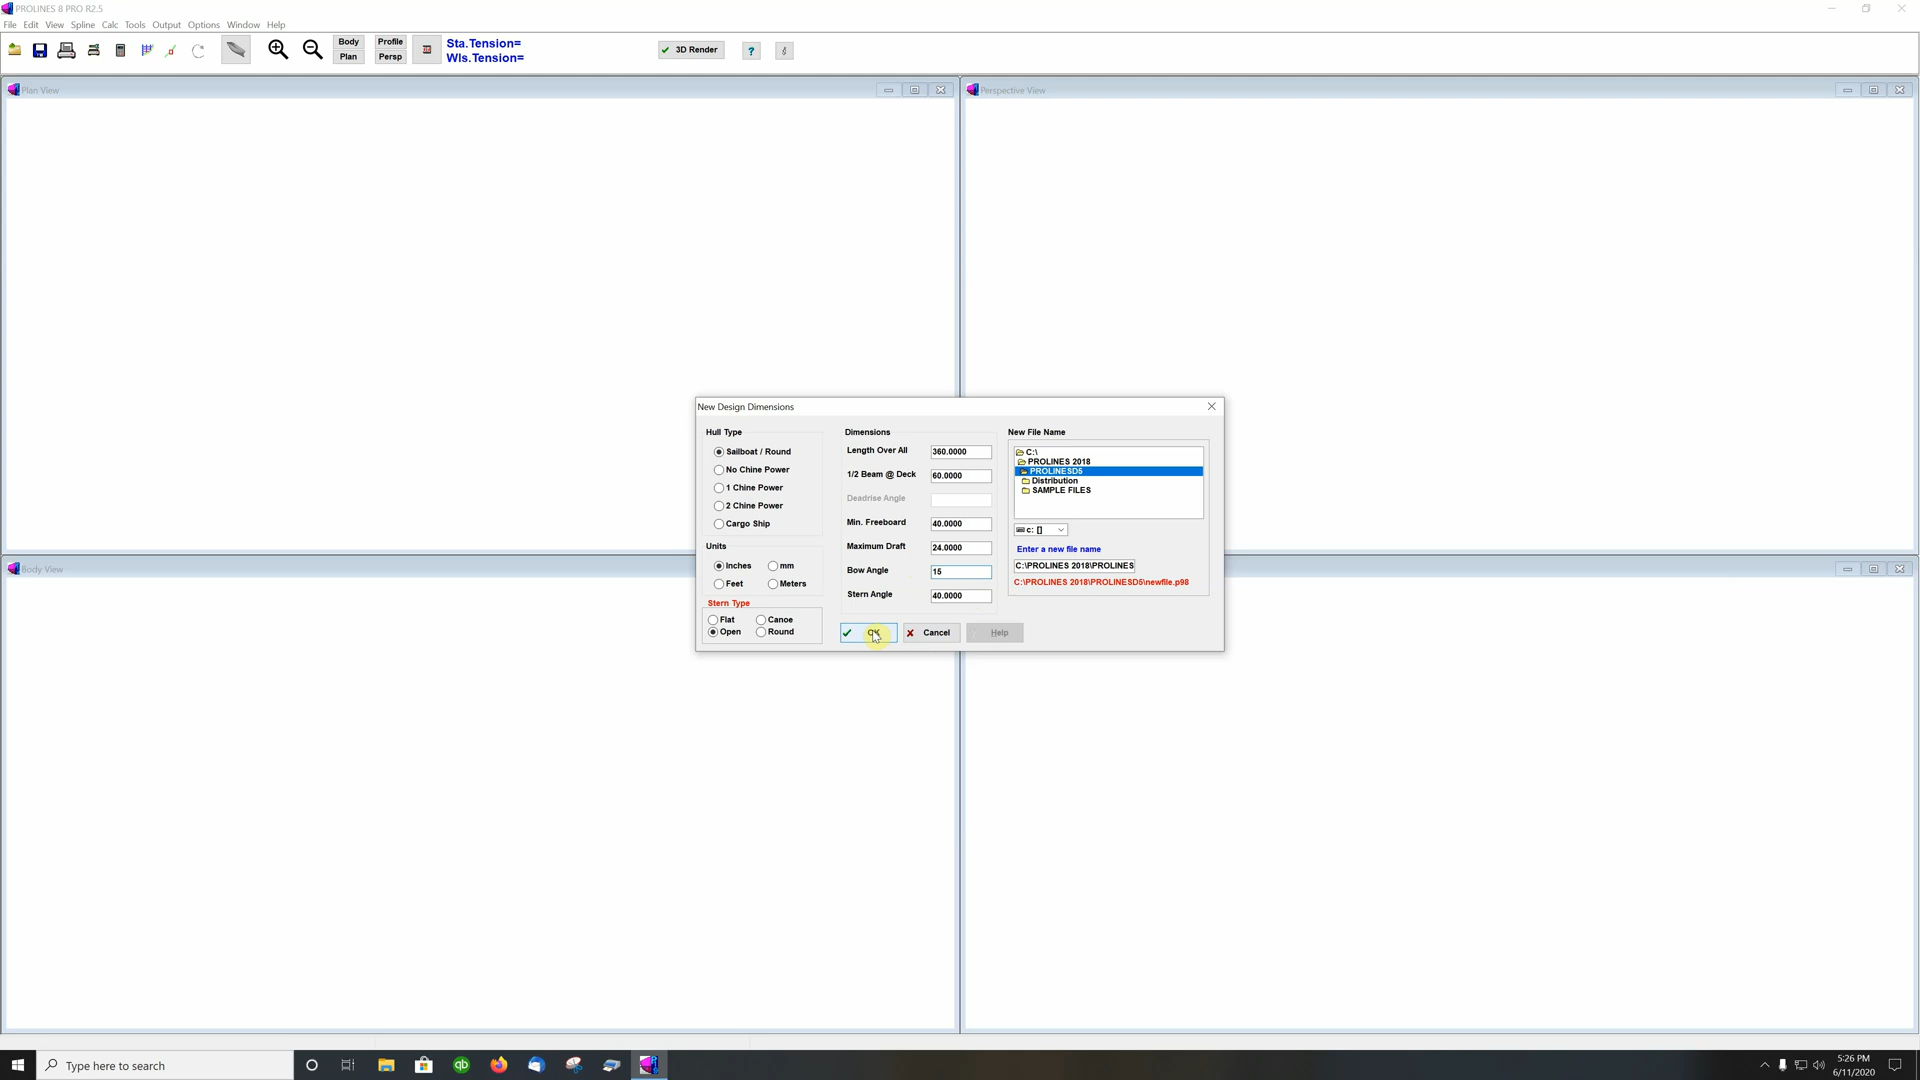 PROLINES 8 PRO R2.5
File Edit View Spline Calc Tools Output Options Window Help
Body Plan Profile Persp 3D Sta.Tension= Wls.Tension= 3D Render ?
Plan View
Perspective View
Body View
New Design Dimensions
Hull Type
Sailboat / Round
No Chine Power
1 Chine Power
2 Chine Power
Cargo Ship
Units
Inches mm
Feet Meters
Stern Type
Flat Canoe
Open Round
Dimensions
Length Over All 360.0000
1/2 Beam @ Deck 60.0000
Deadrise Angle
Min. Freeboard 40.0000
Maximum Draft 24.0000
Bow Angle 15
Stern Angle 40.0000
OK Cancel Help
New File Name
C:\
PROLINES 2018
PROLINESD5
Distribution
SAMPLE FILES
c: []
Enter a new file name
C:\PROLINES 2018\PROLINES
C:\PROLINES 2018\PROLINESD5\newfile.p98
Type here to search
qb
5:26 PM
6/11/2020